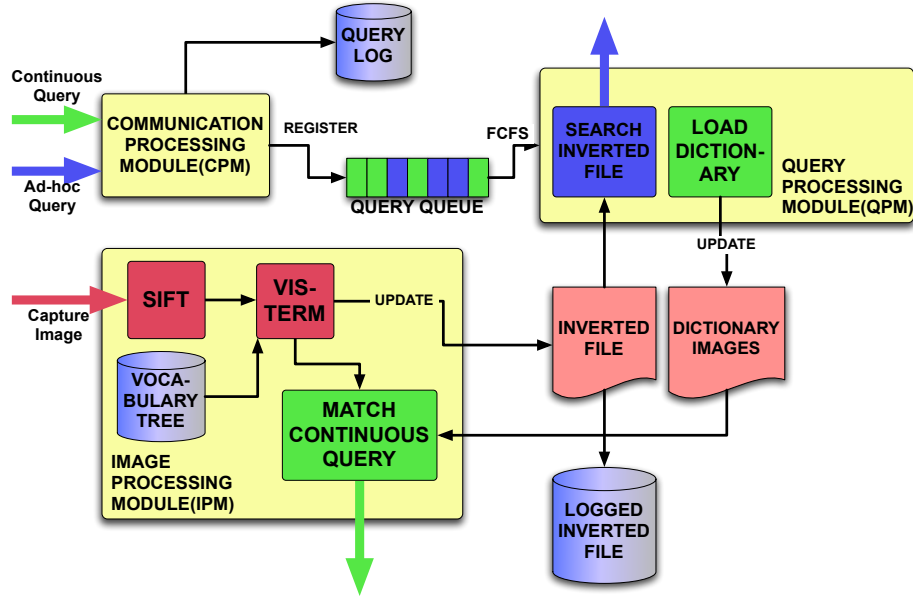 QUERY
LOG
Continuous
Query
COMMUNICATION
PROCESSING
MODULE(CPM)
Ad-hoc
Query
REGISTER
QUERY QUEUE
FCFS
SEARCH
INVERTED
FILE
LOAD
DICTION-
ARY
QUERY
PROCESSING
MODULE(QPM)
UPDATE
Capture
Image
SIFT
VIS-
TERM
UPDATE
VOCA-
BULARY
TREE
MATCH
CONTINUOUS
QUERY
IMAGE
PROCESSING
MODULE(IPM)
INVERTED
FILE
DICTIONARY
IMAGES
LOGGED
INVERTED
FILE